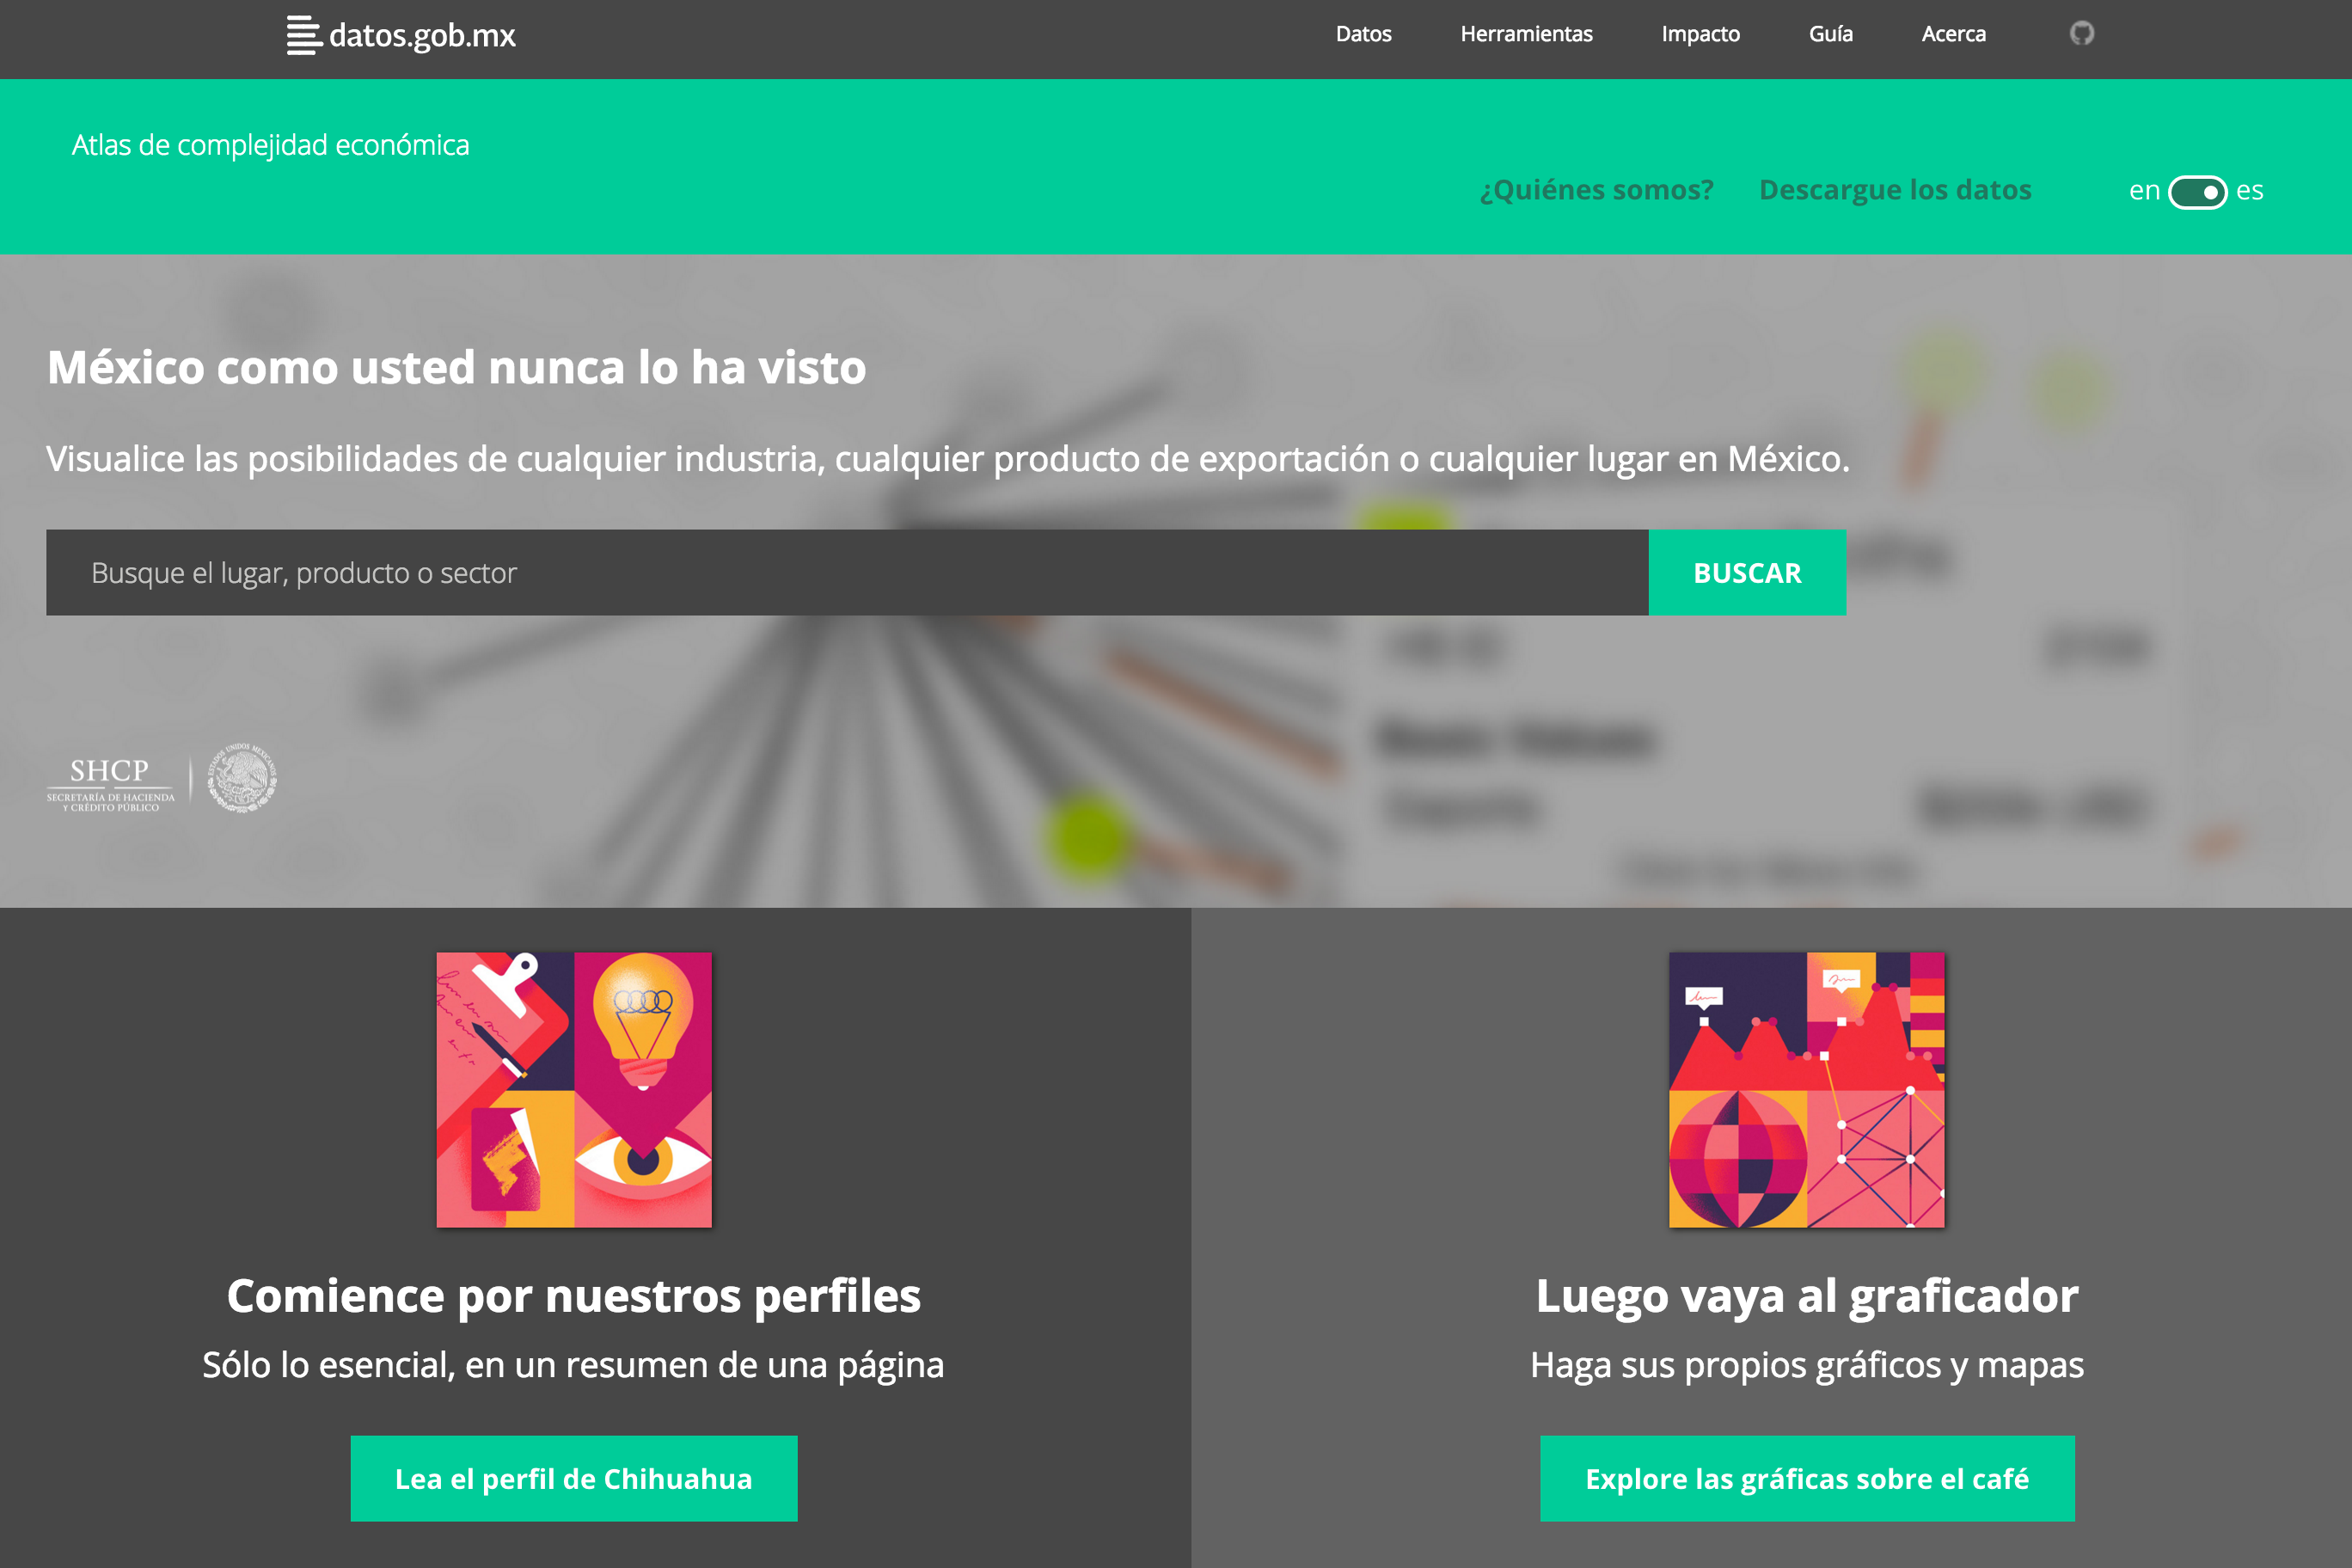 datos.gob.mx
Datos Herramientas Impacto Guía Acerca
Atlas de complejidad económica
¿Quiénes somos? Descargue los datos en es
México como usted nunca lo ha visto
Visualice las posibilidades de cualquier industria, cualquier producto de exportación o cualquier lugar en México.
Busque el lugar, producto o sector BUSCAR
SHCP
SECRETARÍA DE HACIENDA
Y CRÉDITO PÚBLICO
ESTADOS UNIDOS MEXICANOS
Comience por nuestros perfiles
Sólo lo esencial, en un resumen de una página
Lea el perfil de Chihuahua
Luego vaya al graficador
Haga sus propios gráficos y mapas
Explore las gráficas sobre el café